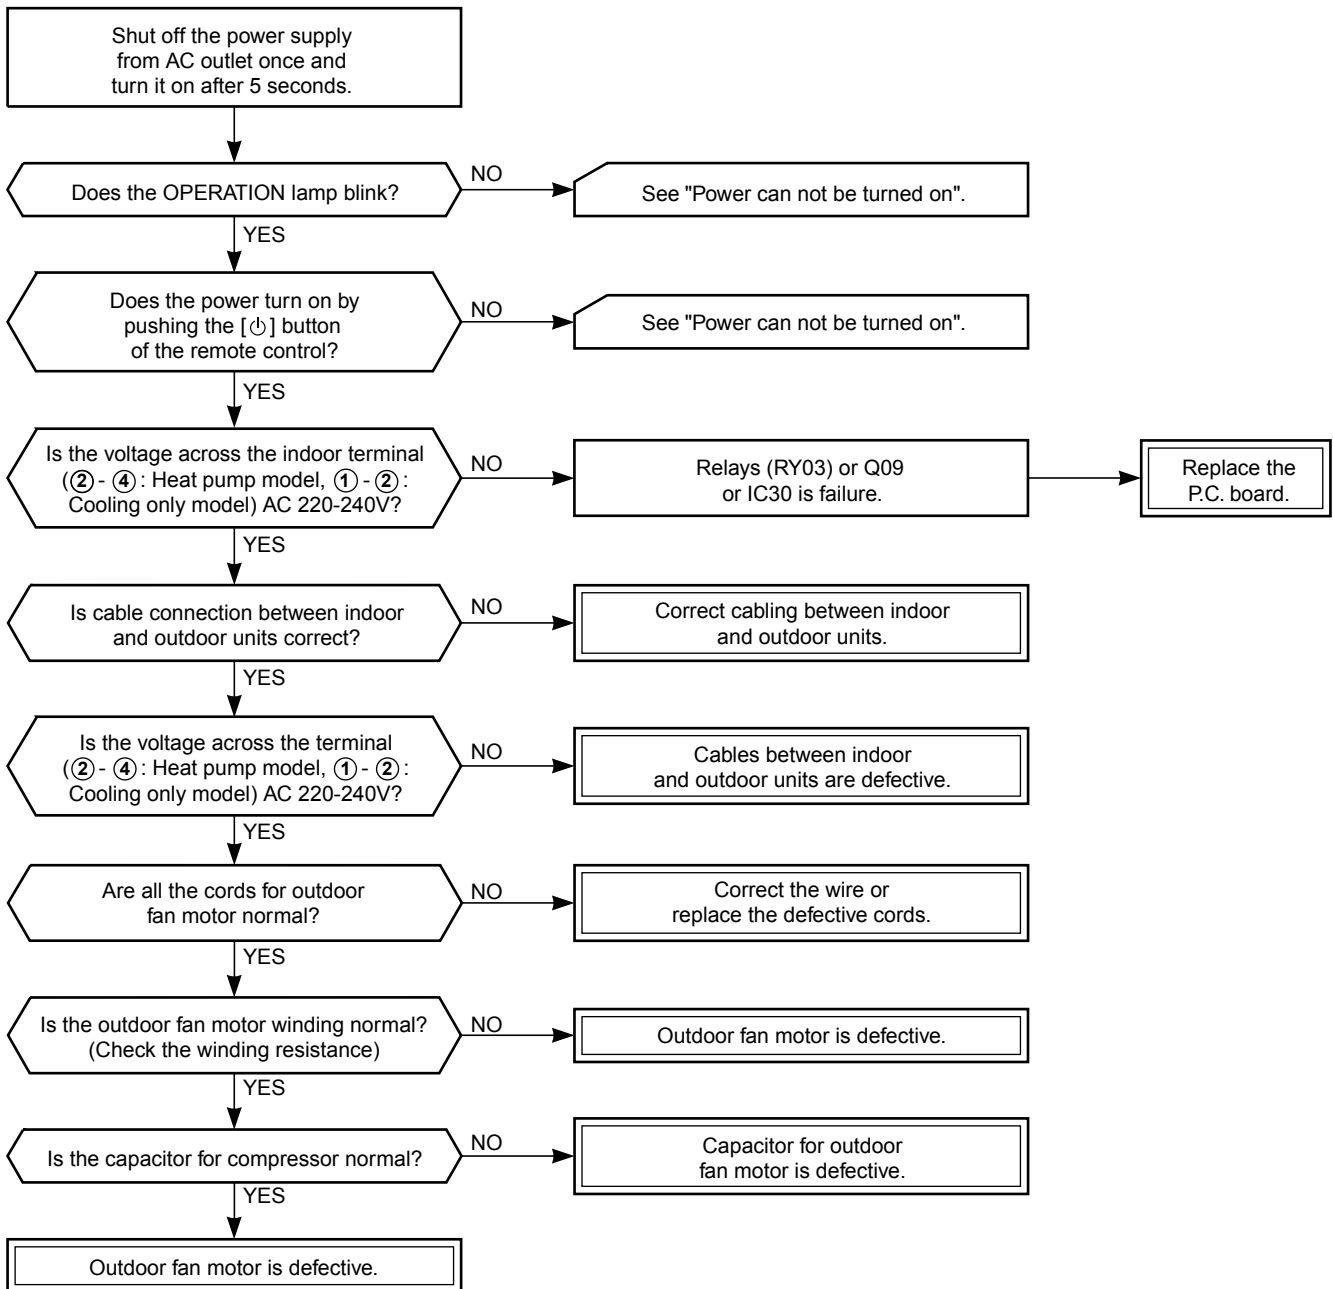 Shut off the power supply
from AC outlet once and
turn it on after 5 seconds.
Does the OPERATION lamp blink?
NO
See "Power can not be turned on".
YES
Does the power turn on by
pushing the [⏻] button
of the remote control?
NO
See "Power can not be turned on".
YES
Is the voltage across the indoor terminal
(② - ④ : Heat pump model, ① - ② :
Cooling only model) AC 220-240V?
NO
Relays (RY03) or Q09
or IC30 is failure.
Replace the
P.C. board.
YES
Is cable connection between indoor
and outdoor units correct?
NO
Correct cabling between indoor
and outdoor units.
YES
Is the voltage across the terminal
(② - ④ : Heat pump model, ① - ② :
Cooling only model) AC 220-240V?
NO
Cables between indoor
and outdoor units are defective.
YES
Are all the cords for outdoor
fan motor normal?
NO
Correct the wire or
replace the defective cords.
YES
Is the outdoor fan motor winding normal?
(Check the winding resistance)
NO
Outdoor fan motor is defective.
YES
Is the capacitor for compressor normal?
NO
Capacitor for outdoor
fan motor is defective.
YES
Outdoor fan motor is defective.